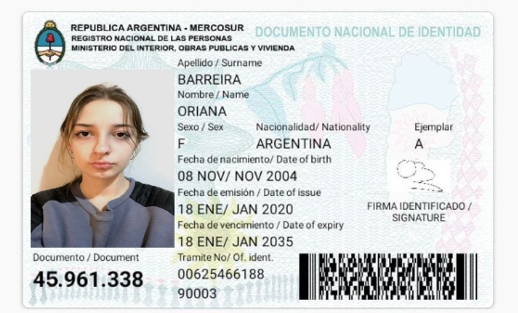 REPUBLICA ARGENTINA - MERCOSUR
REGISTRO NACIONAL DE LAS PERSONAS
MINISTERIO DEL INTERIOR, OBRAS PUBLICAS Y VIVIENDA
DOCUMENTO NACIONAL DE IDENTIDAD
Apellido / Surname
BARREIRA
Nombre / Name
ORIANA
Sexo / Sex Nacionalidad/ Nationality Ejemplar
F ARGENTINA A
Fecha de nacimiento/ Date of birth
08 NOV/ NOV 2004
Fecha de emisión / Date of issue
18 ENE/ JAN 2020
FIRMA IDENTIFICADO /
SIGNATURE
Fecha de vencimiento / Date of expiry
18 ENE/ JAN 2035
Documento / Document
45.961.338
Tramite No/ Of. ident.
00625466188
90003